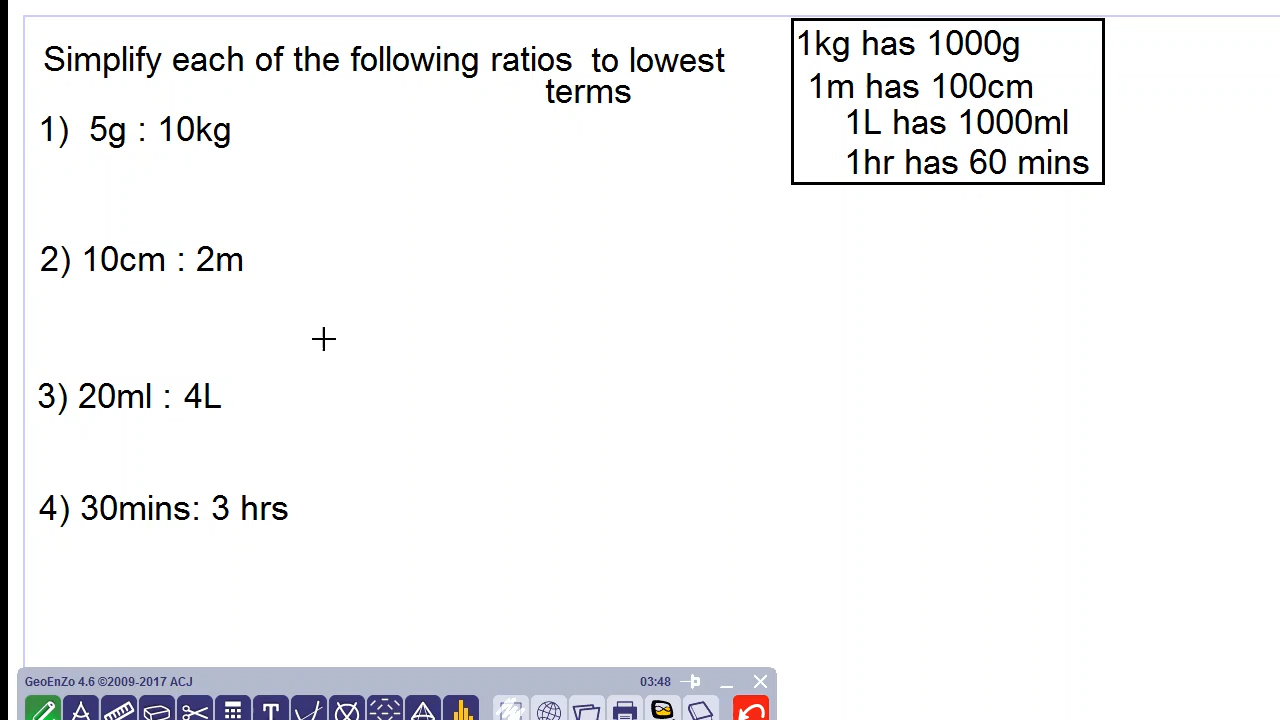 Simplify each of the following ratios to lowest
terms
1kg has 1000g
1m has 100cm
1L has 1000ml
1hr has 60 mins
1) 5g : 10kg
2) 10cm : 2m
3) 20ml : 4L
4) 30mins: 3 hrs
GeoEnZo 4.6 ©2009-2017 ACJ 03:48